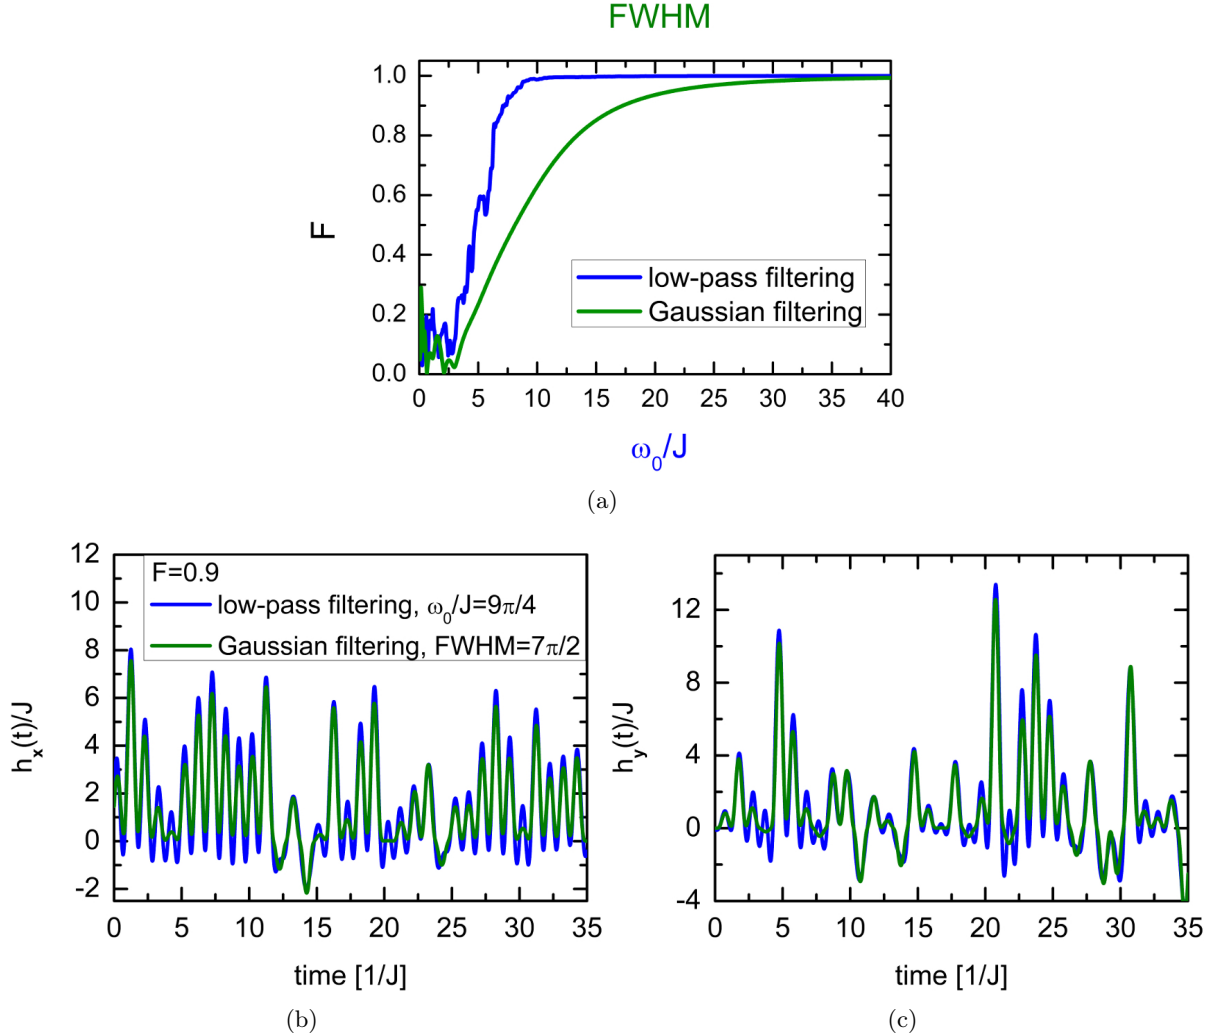 FWHM
1.0
0.8
0.6
0.4
0.2
0.0
F
low-pass filtering
Gaussian filtering
0 5 10 15 20 25 30 35 40
ω₀/J
(a)
12
10
8
6
4
2
0
-2
hₓ(t)/J
F=0.9
low-pass filtering, ω₀/J=9π/4
Gaussian filtering, FWHM=7π/2
0 5 10 15 20 25 30 35
time [1/J]
(b)
12
8
4
0
-4
h_y(t)/J
0 5 10 15 20 25 30 35
time [1/J]
(c)